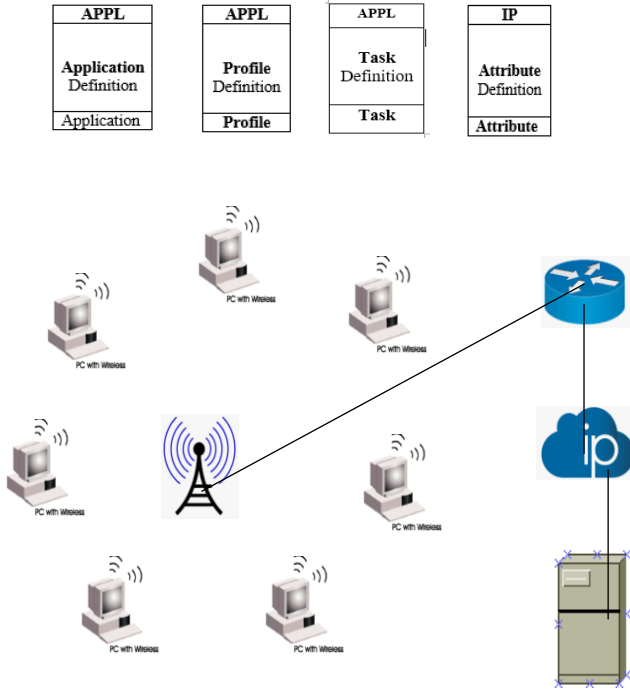 APPL
Application
Definition
Application
APPL
Profile
Definition
Profile
APPL
Task
Definition
Task
IP
Attribute
Definition
Attribute
PC with Wireless
PC with Wireless
PC with Wireless
PC with Wireless
ip
PC with Wireless
PC with Wireless
PC with Wireless